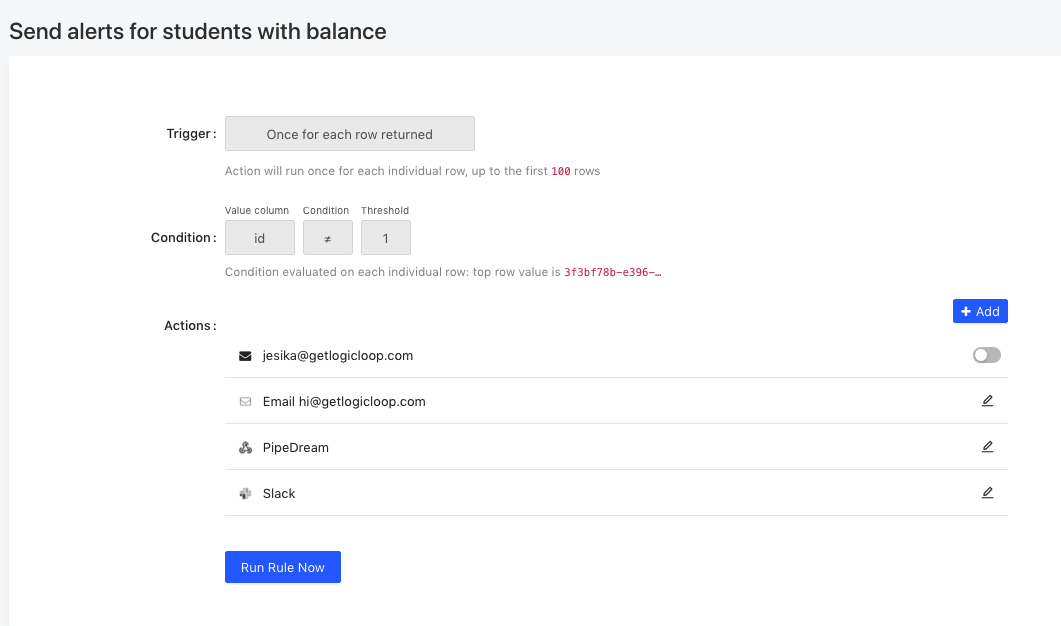 Send alerts for students with balance
Trigger :
Once for each row returned
Action will run once for each individual row, up to the first 100 rows
Value column Condition Threshold
Condition :
id ≠ 1
Condition evaluated on each individual row: top row value is 3f3bf78b-e396-…
+ Add
Actions :
jesika@getlogicloop.com
Email hi@getlogicloop.com
PipeDream
Slack
Run Rule Now